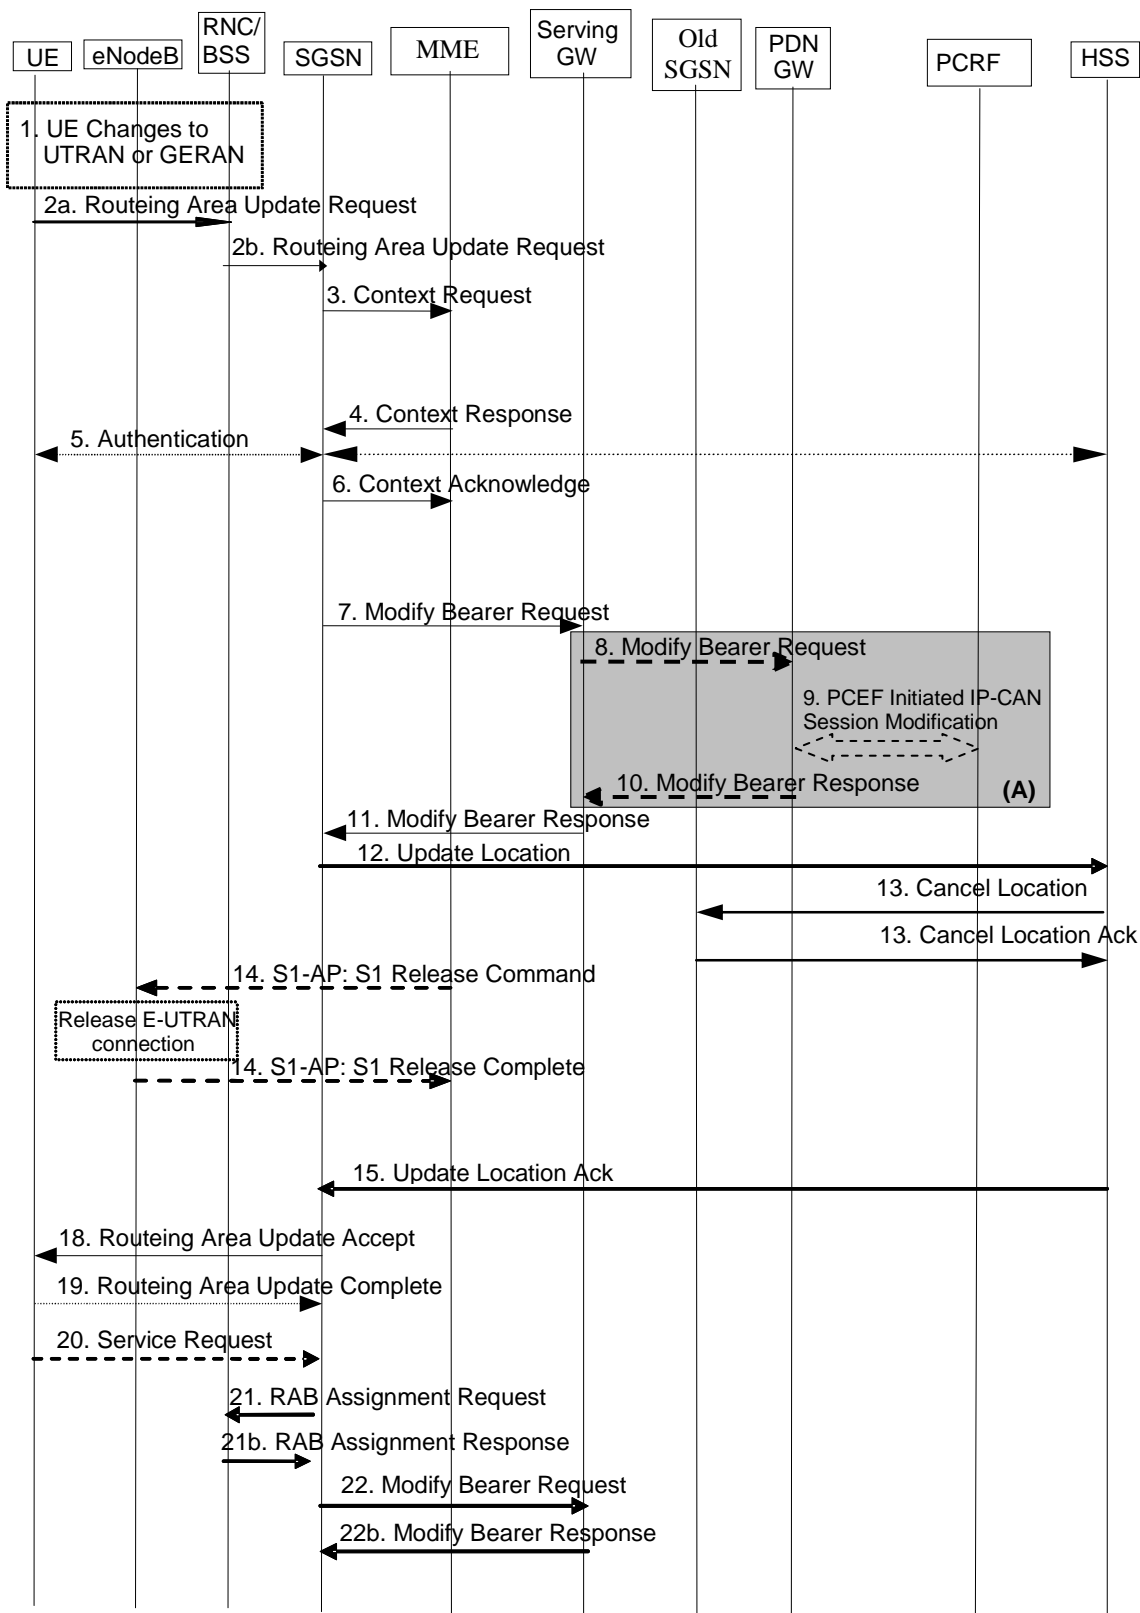 UE
eNodeB
RNC/
BSS
SGSN
MME
Serving
GW
Old
SGSN
PDN
GW
PCRF
HSS
1. UE Changes to
UTRAN or GERAN
2a. Routeing Area Update Request
2b. Routeing Area Update Request
3. Context Request
4. Context Response
5. Authentication
6. Context Acknowledge
7. Modify Bearer Request
8. Modify Bearer Request
9. PCEF Initiated IP-CAN
Session Modification
10. Modify Bearer Response
(A)
11. Modify Bearer Response
12. Update Location
13. Cancel Location
13. Cancel Location Ack
14. S1-AP: S1 Release Command
Release E-UTRAN
connection
14. S1-AP: S1 Release Complete
15. Update Location Ack
18. Routeing Area Update Accept
19. Routeing Area Update Complete
20. Service Request
21. RAB Assignment Request
21b. RAB Assignment Response
22. Modify Bearer Request
22b. Modify Bearer Response